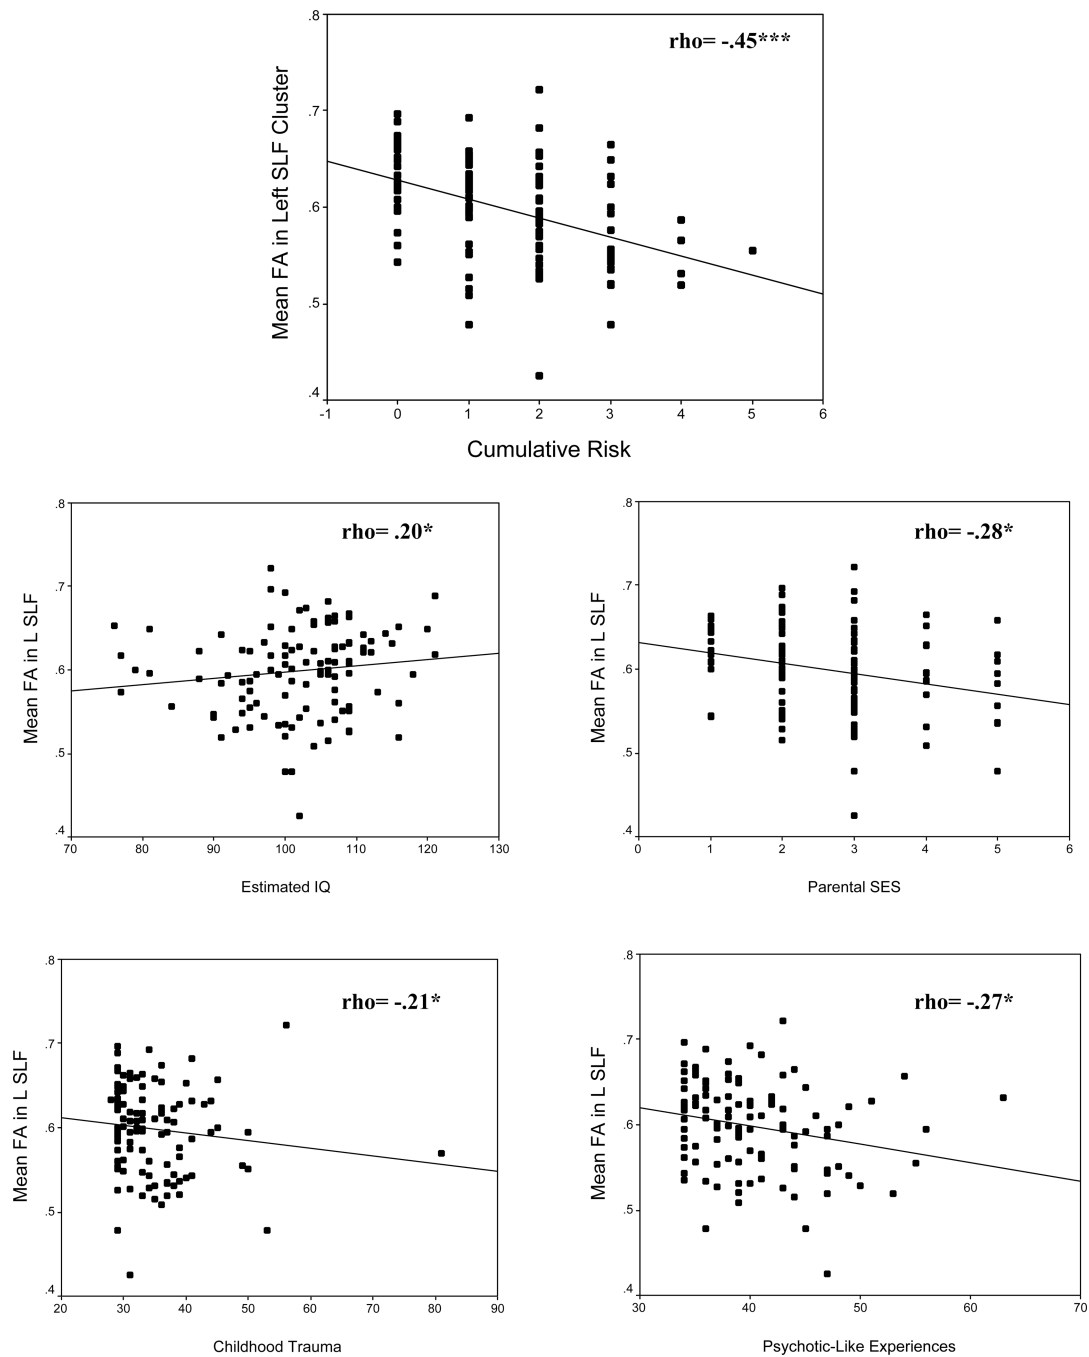 .8
rho= -.45***
.7
.6
.5
.4
Mean FA in Left SLF Cluster
-1 0 1 2 3 4 5 6
Cumulative Risk
.8
rho= .20*
.7
.6
.5
.4
Mean FA in L SLF
70 80 90 100 110 120 130
Estimated IQ
.8
rho= -.28*
.7
.6
.5
.4
Mean FA in L SLF
0 1 2 3 4 5 6
Parental SES
.8
rho= -.21*
.7
.6
.5
.4
Mean FA in L SLF
20 30 40 50 60 70 80 90
Childhood Trauma
.8
rho= -.27*
.7
.6
.5
.4
Mean FA in L SLF
30 40 50 60 70
Psychotic-Like Experiences